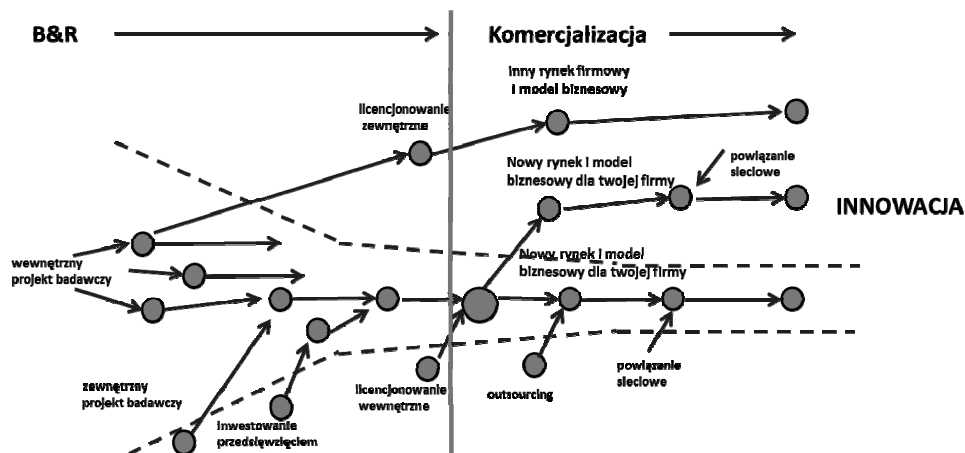 B&R
Komercjalizacja
Inny rynek firmowy
i model biznesowy
licencjonowanie
zewnętrzne
Nowy rynek i model
biznesowy dla twojej firmy
powiązanie
sieciowe
INNOWACJA
wewnętrzny
projekt badawczy
Nowy rynek i model
biznesowy dla twojej firmy
zewnętrzny
projekt badawczy
inwestowanie
przedsięwzięciem
licencjonowanie
wewnętrzne
outsourcing
powiązanie
sieciowe